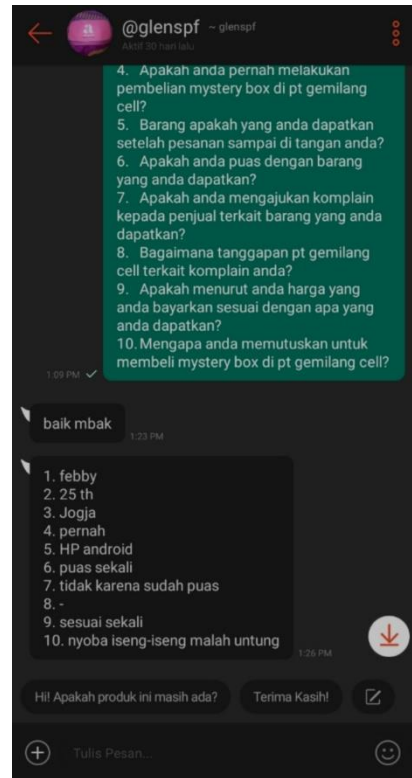 @glenspf ~ glenspf
Aktif 30 hari lalu
4. Apakah anda pernah melakukan
pembelian mystery box di pt gemilang
cell?
5. Barang apakah yang anda dapatkan
setelah pesanan sampai di tangan anda?
6. Apakah anda puas dengan barang
yang anda dapatkan?
7. Apakah anda mengajukan komplain
kepada penjual terkait barang yang anda
dapatkan?
8. Bagaimana tanggapan pt gemilang
cell terkait komplain anda?
9. Apakah menurut anda harga yang
anda bayarkan sesuai dengan apa yang
anda dapatkan?
10. Mengapa anda memutuskan untuk
membeli mystery box di pt gemilang cell?
1:09 PM
baik mbak
1:23 PM
1. febby
2. 25 th
3. Jogja
4. pernah
5. HP android
6. puas sekali
7. tidak karena sudah puas
8. -
9. sesuai sekali
10. nyoba iseng-iseng malah untung
1:26 PM
Hi! Apakah produk ini masih ada?
Terima Kasih!
Tulis Pesan...